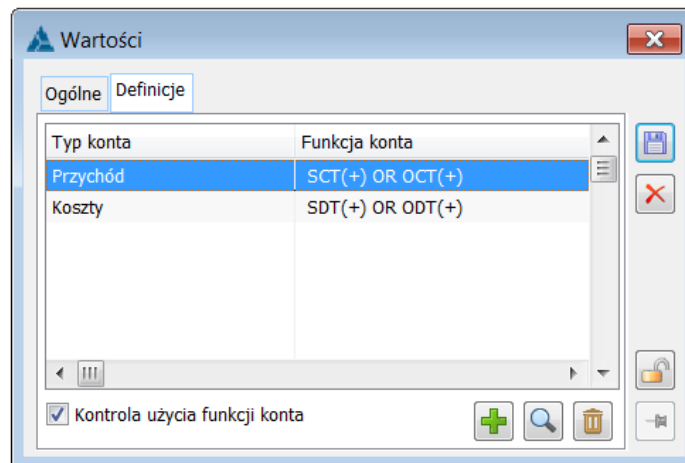 Wartości
Ogólne Definicje
Typ konta Funkcja konta
Przychód SCT(+) OR OCT(+)
Koszty SDT(+) OR ODT(+)
Kontrola użycia funkcji konta